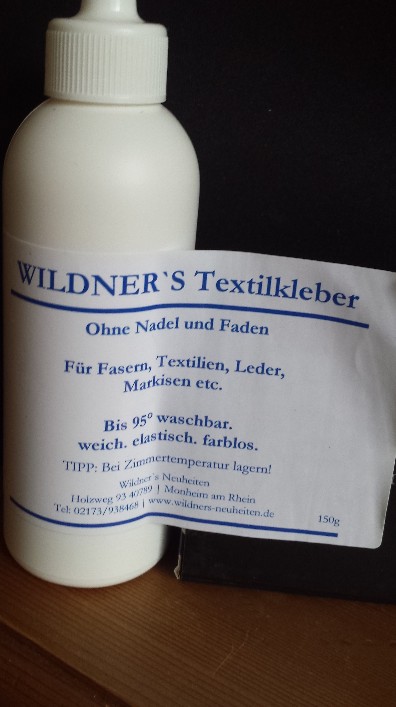 WILDNER`S Textilkleber
Ohne Nadel und Faden
Für Fasern, Textilien, Leder,
Markisen etc.
Bis 95° waschbar.
weich. elastisch. farblos.
TIPP: Bei Zimmertemperatur lagern!
Wildner`s Neuheiten
Holzweg 93 40789 | Monheim am Rhein
Tel: 02173/938468 | www.wildners-neuheiten.de
150g